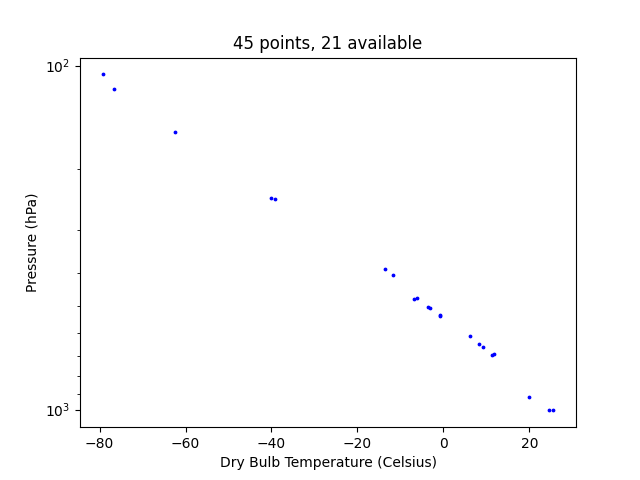 45 points, 21 available
10²
Pressure (hPa)
10³
−80 −60 −40 −20 0 20
Dry Bulb Temperature (Celsius)